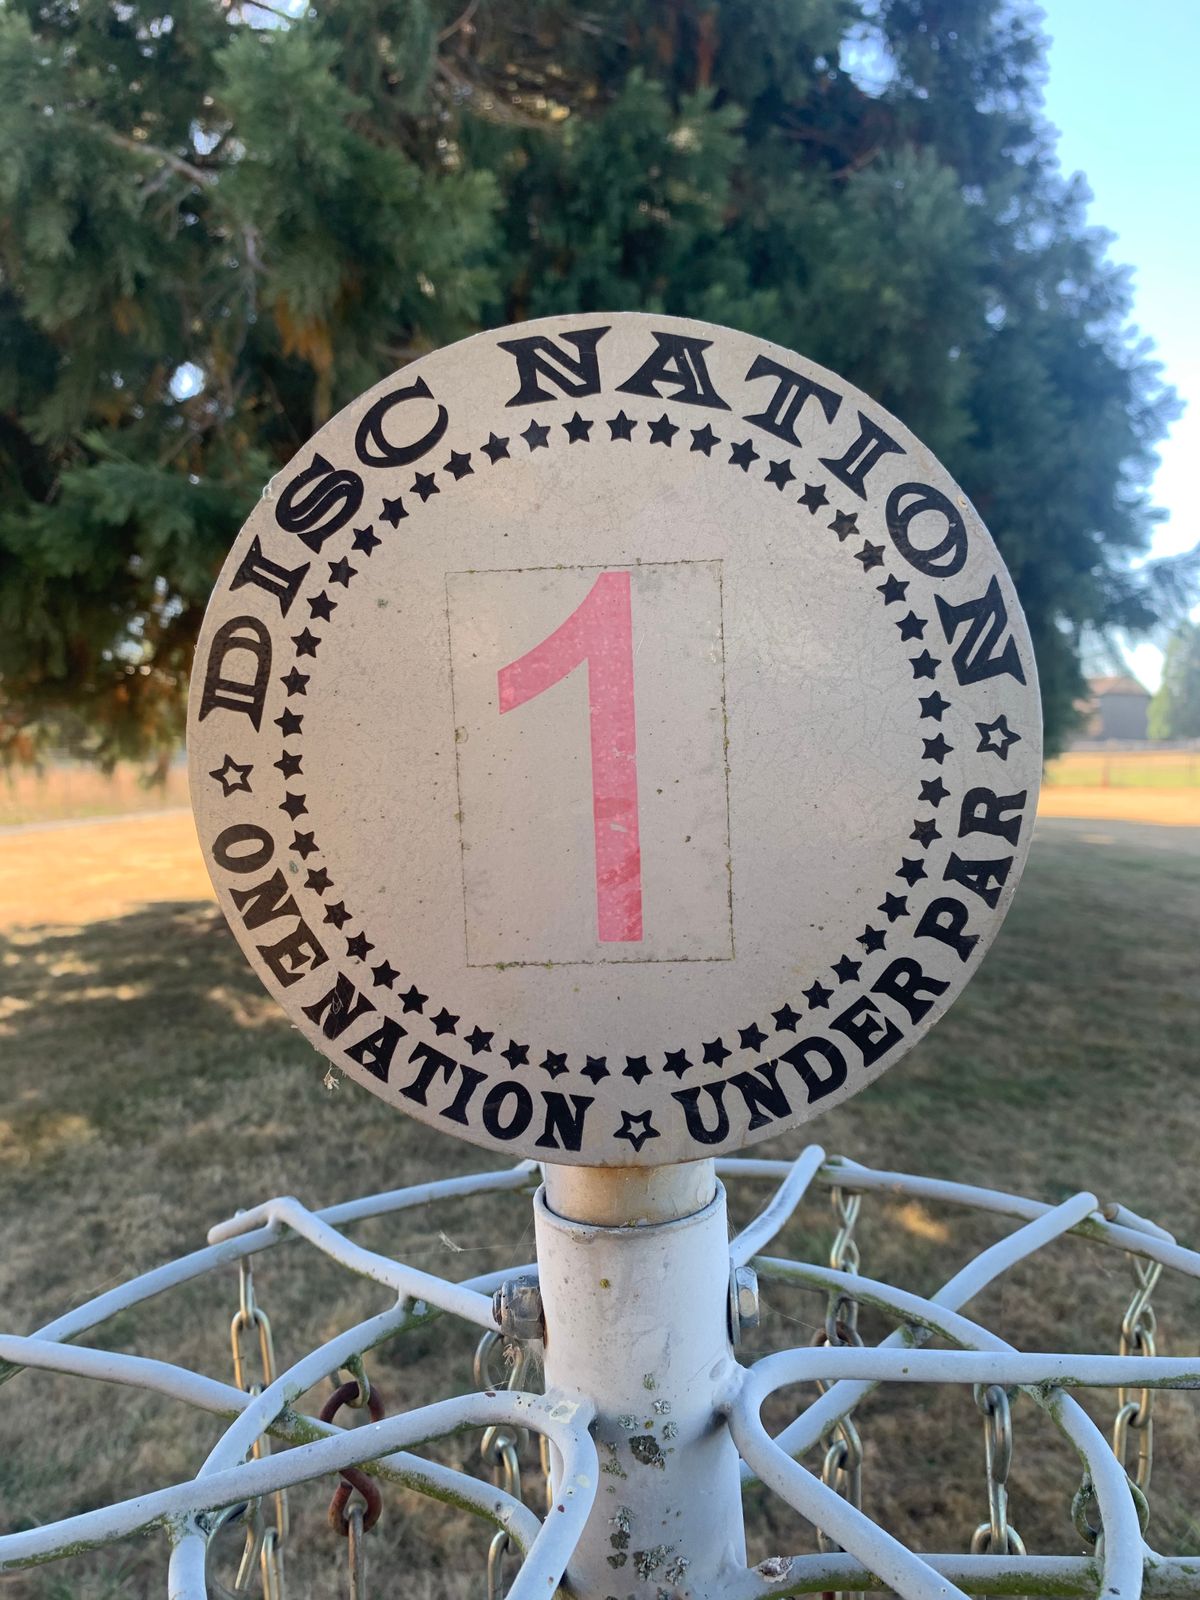 DISC NATION
1
ONE NATION ☆ UNDER PAR